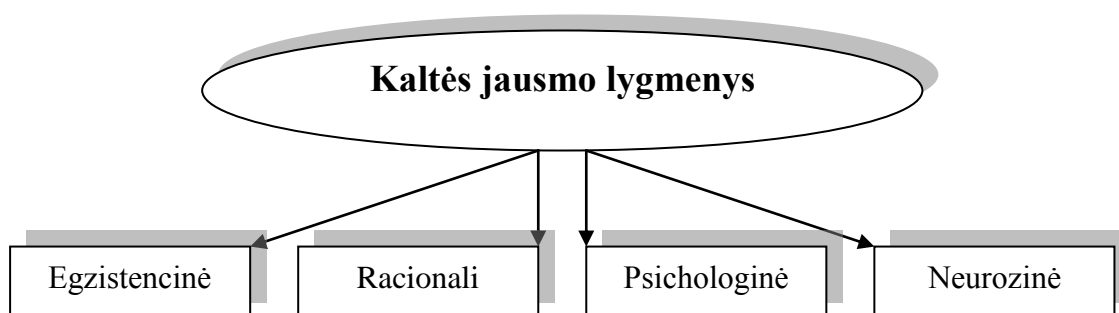 Kaltės jausmo lygmenys
Egzistencinė
Racionali
Psichologinė
Neurozinė